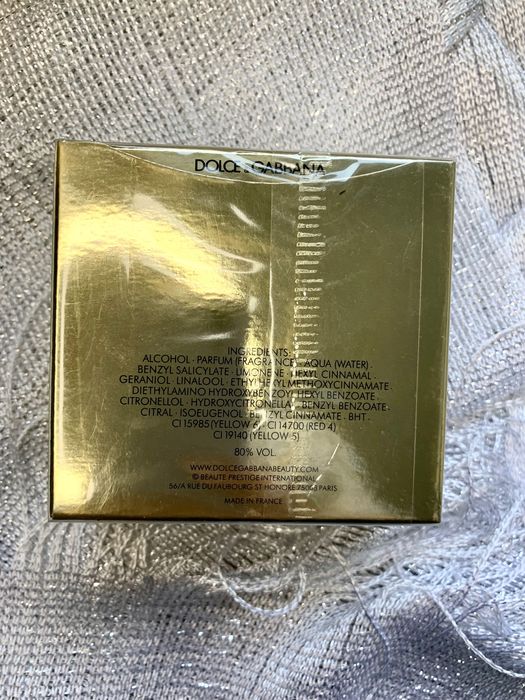 DOLCE & GABBANA
INGREDIENTS:
ALCOHOL · PARFUM (FRAGRANCE) · AQUA (WATER) ·
BENZYL SALICYLATE · LIMONENE · HEXYL CINNAMAL ·
GERANIOL · LINALOOL · ETHYLHEXYL METHOXYCINNAMATE ·
DIETHYLAMINO HYDROXYBENZOYL HEXYL BENZOATE ·
CITRONELLOL · HYDROXYCITRONELLAL · BENZYL BENZOATE ·
CITRAL · ISOEUGENOL · BENZYL CINNAMATE · BHT ·
CI 15985 (YELLOW 6) · CI 14700 (RED 4) ·
CI 19140 (YELLOW 5)
80% VOL.
WWW.DOLCEGABBANABEAUTY.COM
© BEAUTE PRESTIGE INTERNATIONAL
56/A RUE DU FAUBOURG ST HONORE 75008 PARIS
MADE IN FRANCE